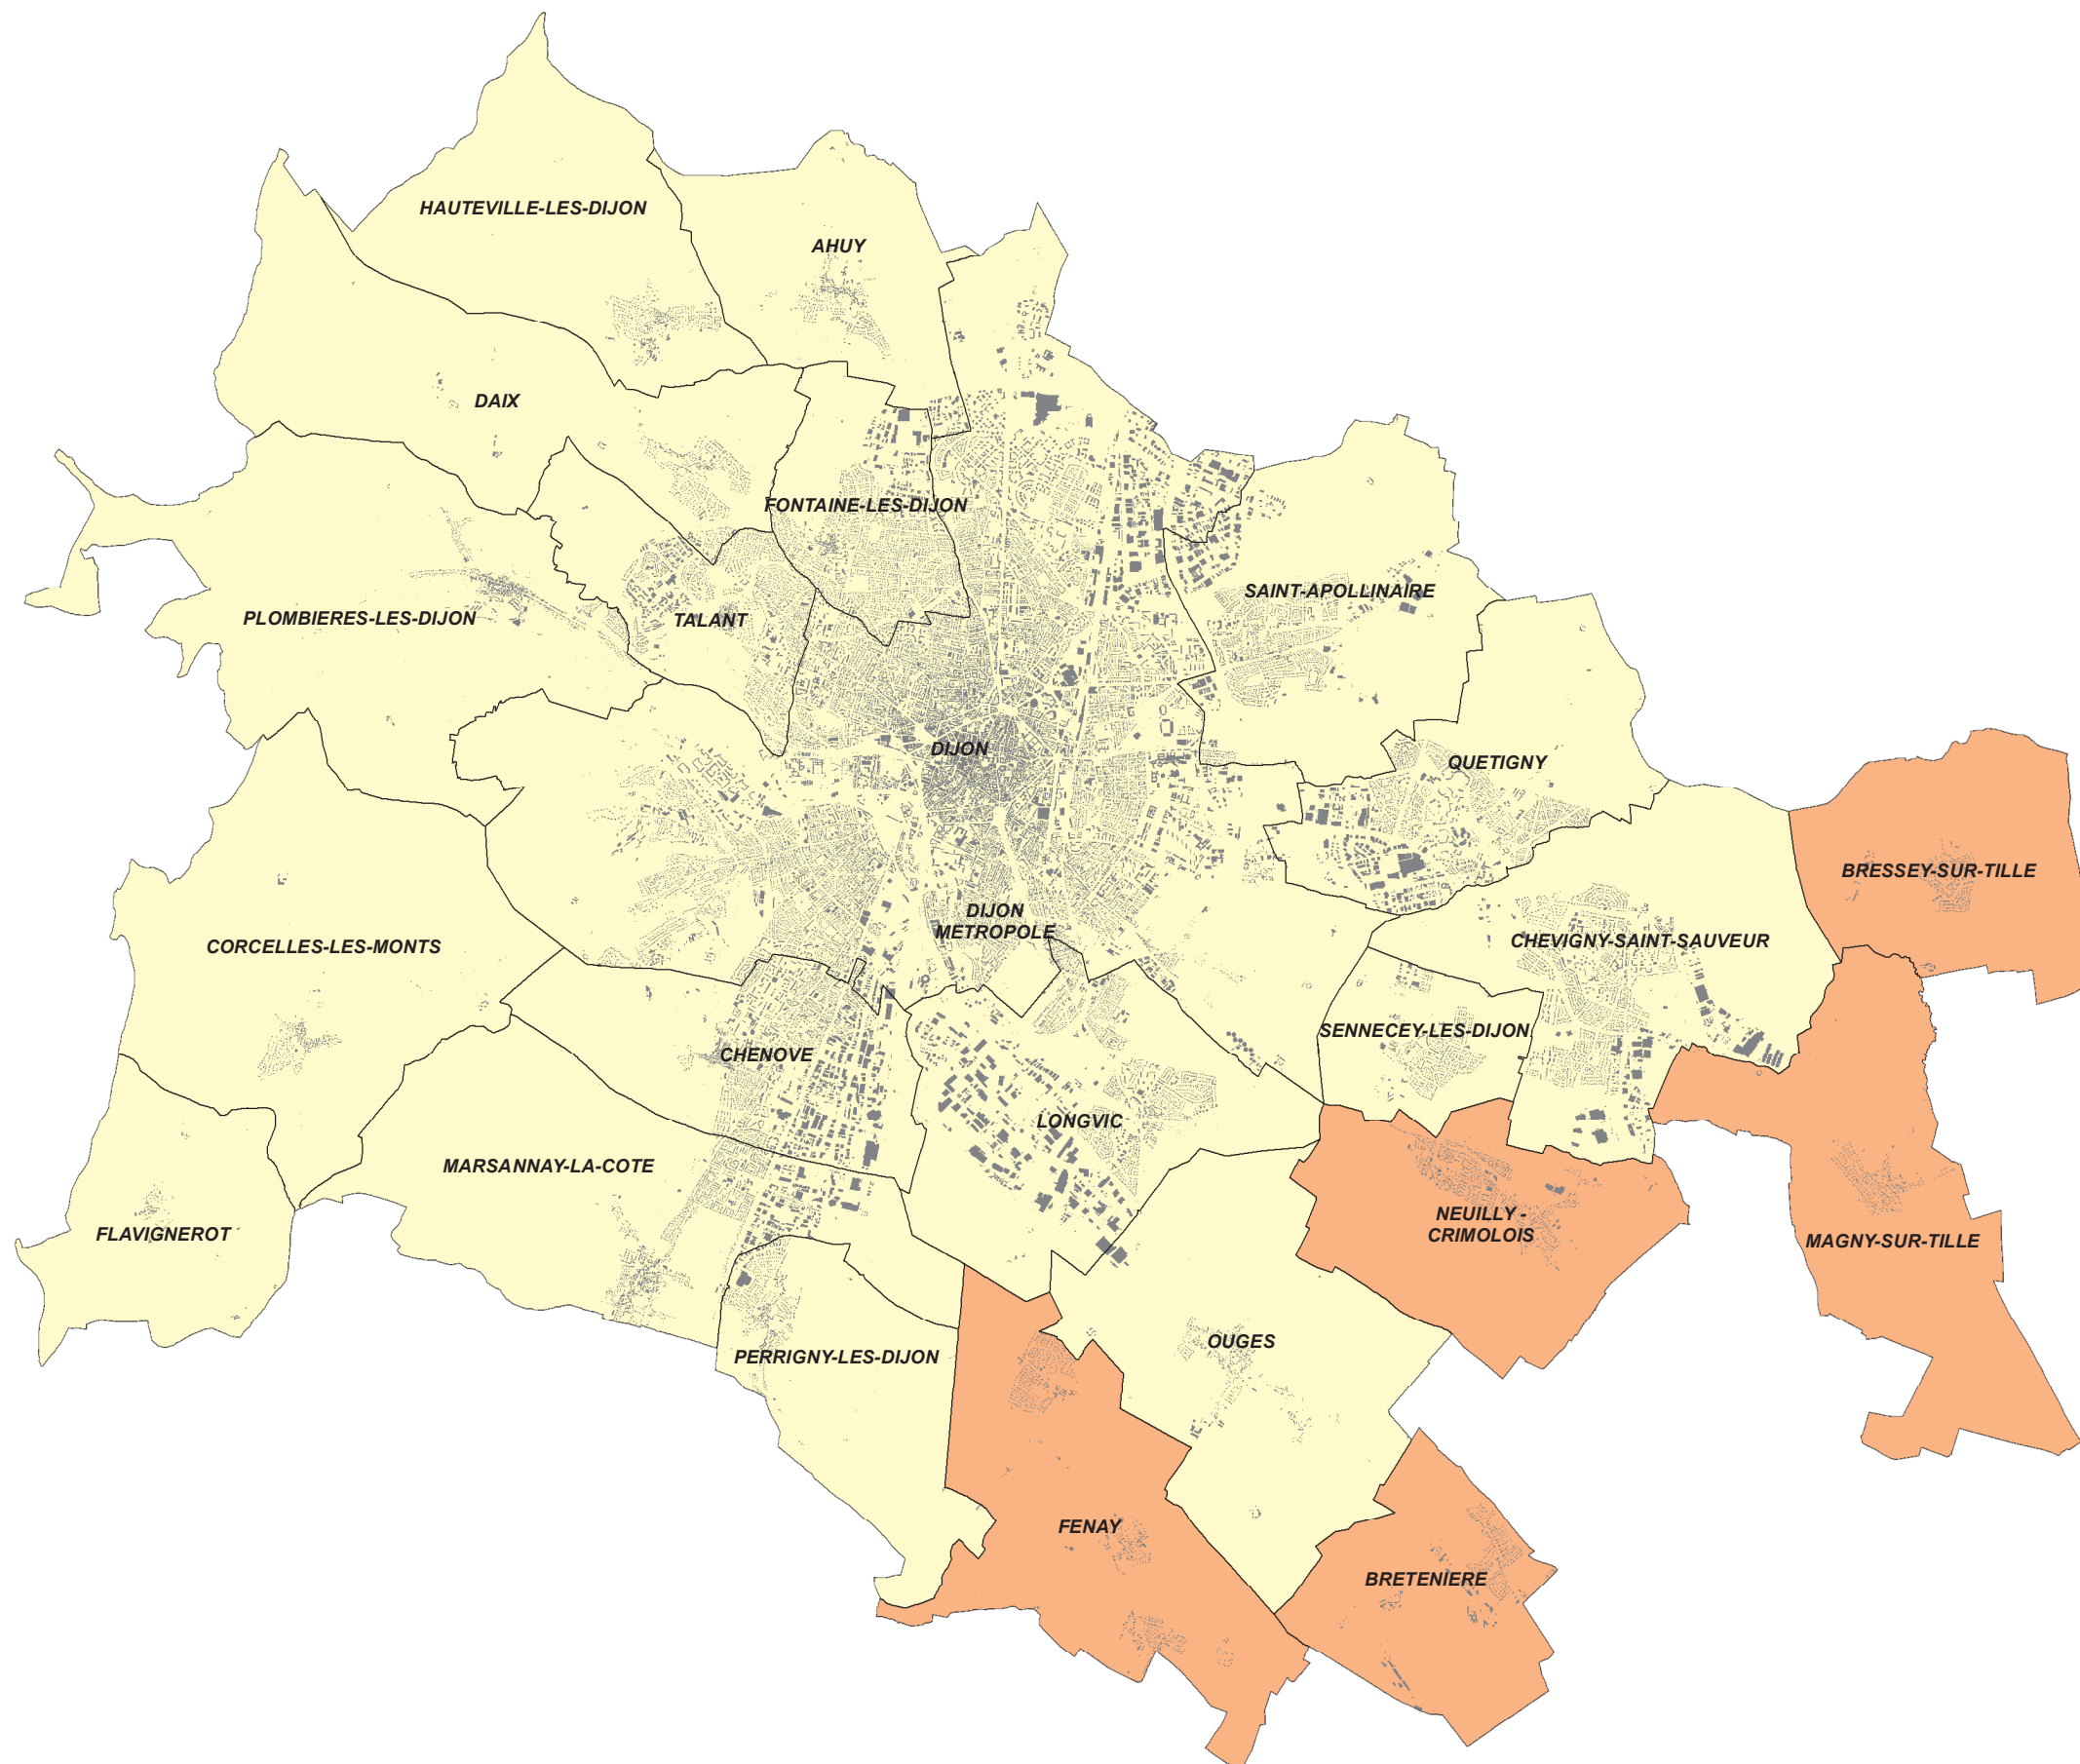 HAUTEVILLE-LES-DIJON
AHUY
DAIX
FONTAINE-LES-DIJON
SAINT-APOLLINAIRE
PLOMBIERES-LES-DIJON
TALANT
DIJON
QUETIGNY
BRESSEY-SUR-TILLE
DIJON
METROPOLE
CHEVIGNY-SAINT-SAUVEUR
CORCELLES-LES-MONTS
SENNECEY-LES-DIJON
CHENOVE
LONGVIC
MARSANNAY-LA-COTE
NEUILLY -
CRIMOLOIS
FLAVIGNEROT
MAGNY-SUR-TILLE
OUGES
PERRIGNY-LES-DIJON
FENAY
BRETENIERE